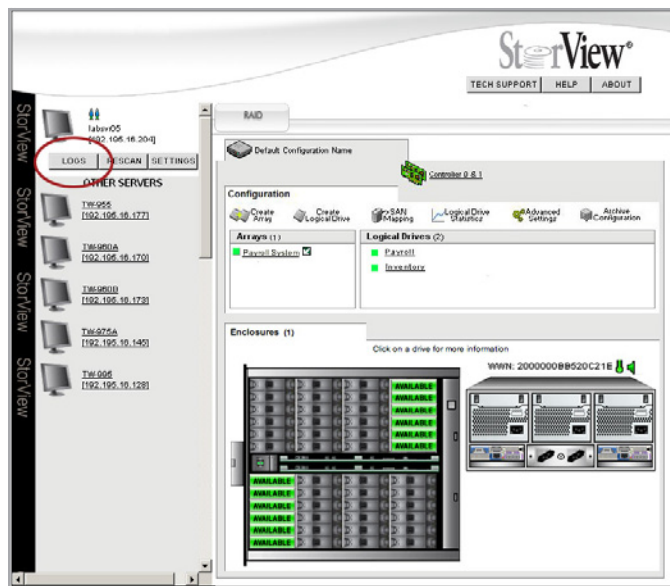 StorView®
TECH SUPPORT HELP ABOUT
StorView
StorView
StorView
StorView
labsvr05
[192.195.16.204]
LOGS RESCAN SETTINGS
OTHER SERVERS
TW-955
[192.195.16.177]
TW-960A
[192.195.16.170]
TW-960B
[192.195.16.173]
TW-975A
[192.195.16.145]
TW-995
[192.195.16.128]
RAID
Default Configuration Name
Controller 0 & 1
Configuration
Create Array
Create Logical Drive
SAN Mapping
Logical Drive Statistics
Advanced Settings
Archive Configuration
Arrays (1)
Payroll System
Logical Drives (2)
Payroll
Inventory
Enclosures (1)
Click on a drive for more information
WWN: 2000000BB520C21E
AVAILABLE
AVAILABLE
AVAILABLE
AVAILABLE
AVAILABLE
AVAILABLE
AVAILABLE
AVAILABLE
AVAILABLE
AVAILABLE
AVAILABLE
AVAILABLE